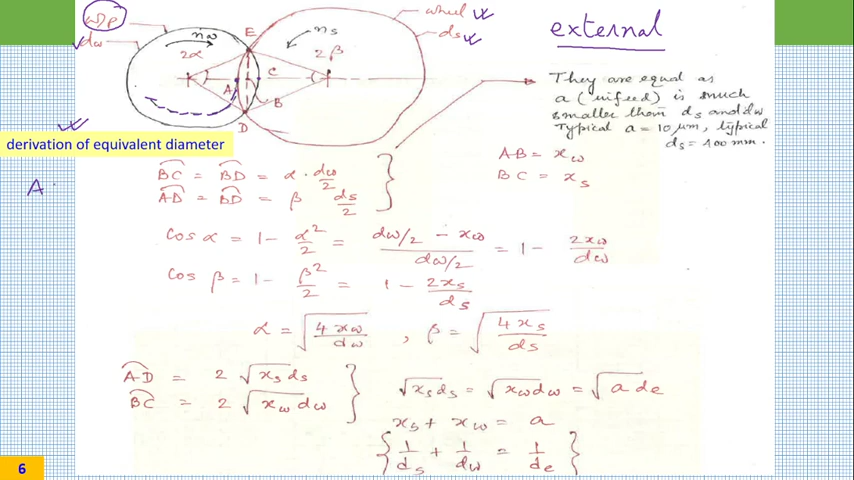 w/p
nw
E
ns
wheel
ds
external
dw
2α
2β
A
C
B
D
They are equal as
a (infeed) is much
smaller than ds and dw
Typical a = 10 μm, typical
ds = 400 mm.
derivation of equivalent diameter
A
AB = xw
BC = xs
BC = BD = α · dw/2
AD = BD = β ds/2
Cos α = 1 - α²/2 = (dw/2 - xw)/(dw/2) = 1 - 2xw/dw
Cos β = 1 - β²/2 = 1 - 2xs/ds
α = √(4xw/dw) , β = √(4xs/ds)
AD = 2 √xs ds
BC = 2 √xw dw
√xs ds = √xw dw = √a de
xs + xw = a
{ 1/ds + 1/dw = 1/de }
6